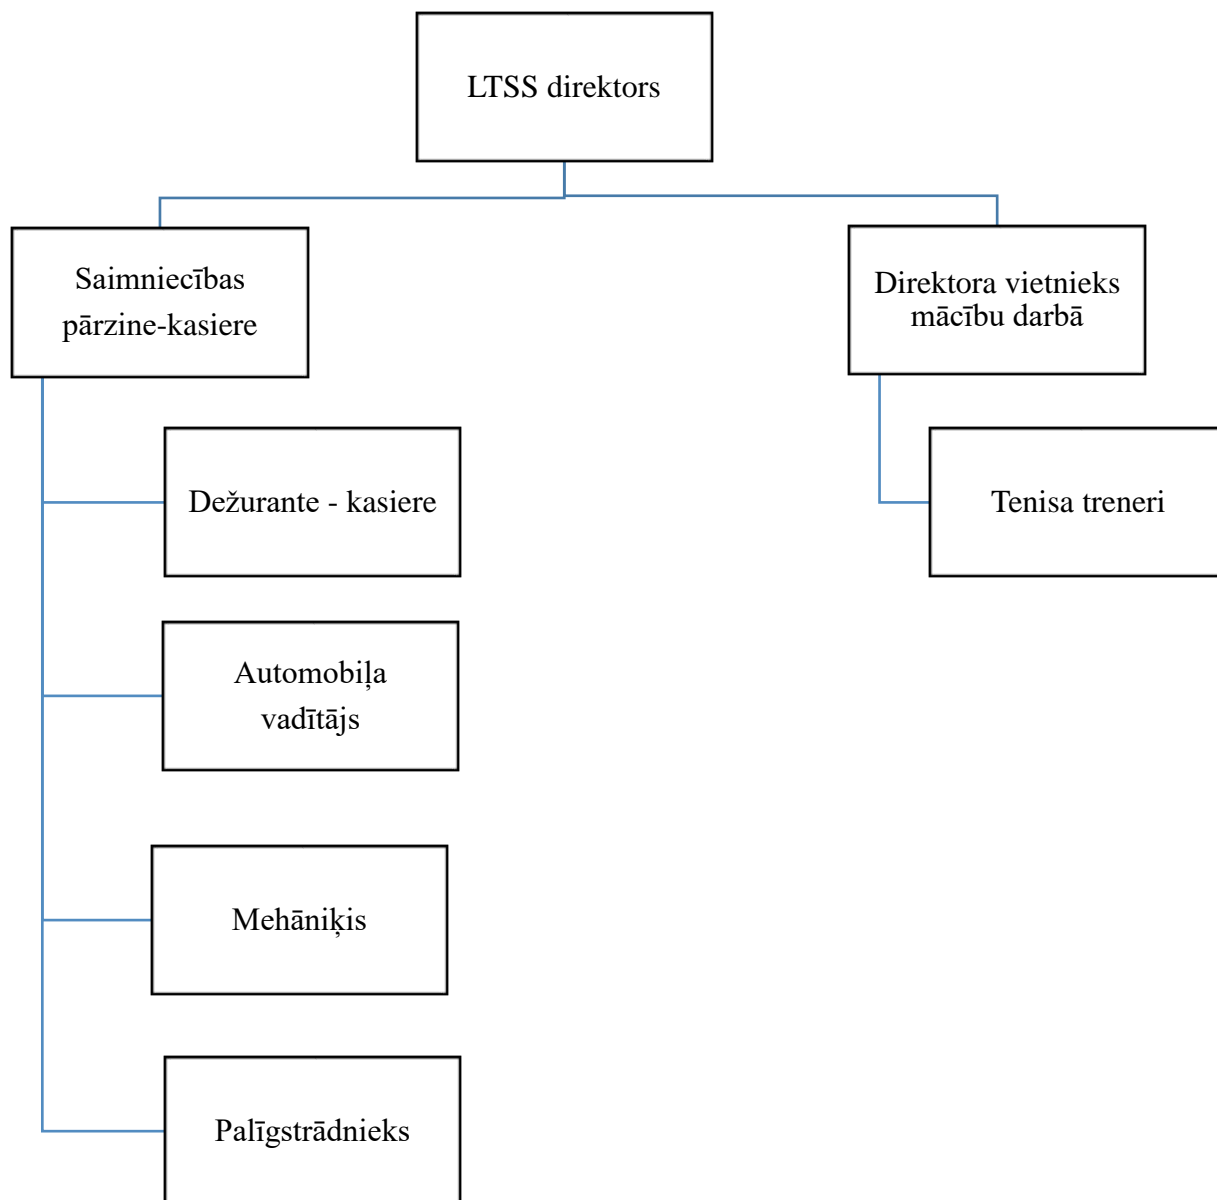 LTSS direktors
Saimniecības
pārzine-kasiere
Direktora vietnieks
mācību darbā
Dežurante - kasiere
Tenisa treneri
Automobiļa
vadītājs
Mehāniķis
Palīgstrādnieks